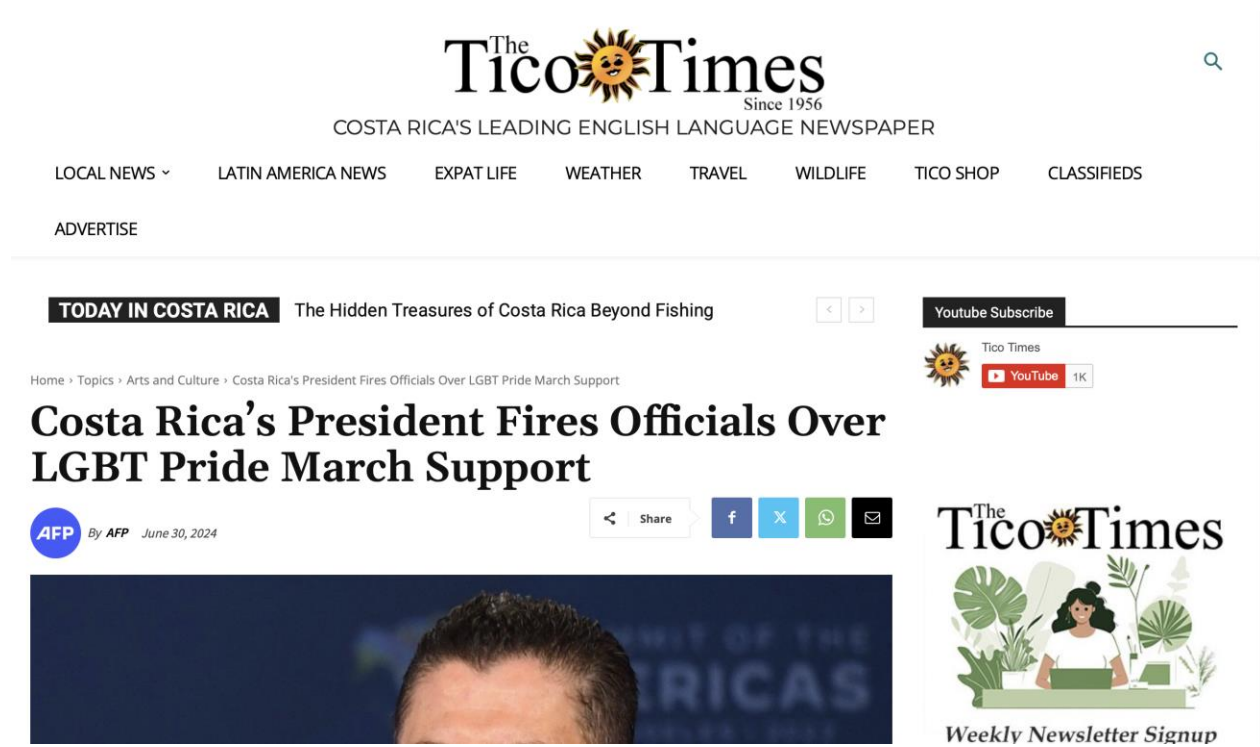 The Tico Times
Since 1956
COSTA RICA'S LEADING ENGLISH LANGUAGE NEWSPAPER
LOCAL NEWS LATIN AMERICA NEWS EXPAT LIFE WEATHER TRAVEL WILDLIFE TICO SHOP CLASSIFIEDS
ADVERTISE
TODAY IN COSTA RICA The Hidden Treasures of Costa Rica Beyond Fishing
Youtube Subscribe
Tico Times
YouTube 1K
Home › Topics › Arts and Culture › Costa Rica's President Fires Officials Over LGBT Pride March Support
Costa Rica’s President Fires Officials Over
LGBT Pride March Support
AFP By AFP June 30, 2024
Share
The Tico Times
Weekly Newsletter Signup